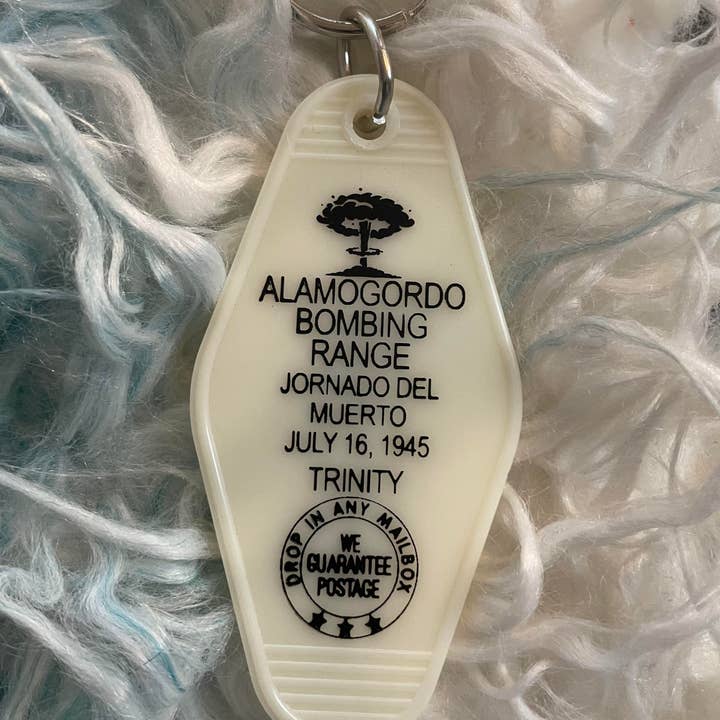 ALAMOGORDO
BOMBING
RANGE
JORNADO DEL
MUERTO
JULY 16, 1945
TRINITY
DROP IN ANY MAILBOX
WE
GUARANTEE
POSTAGE